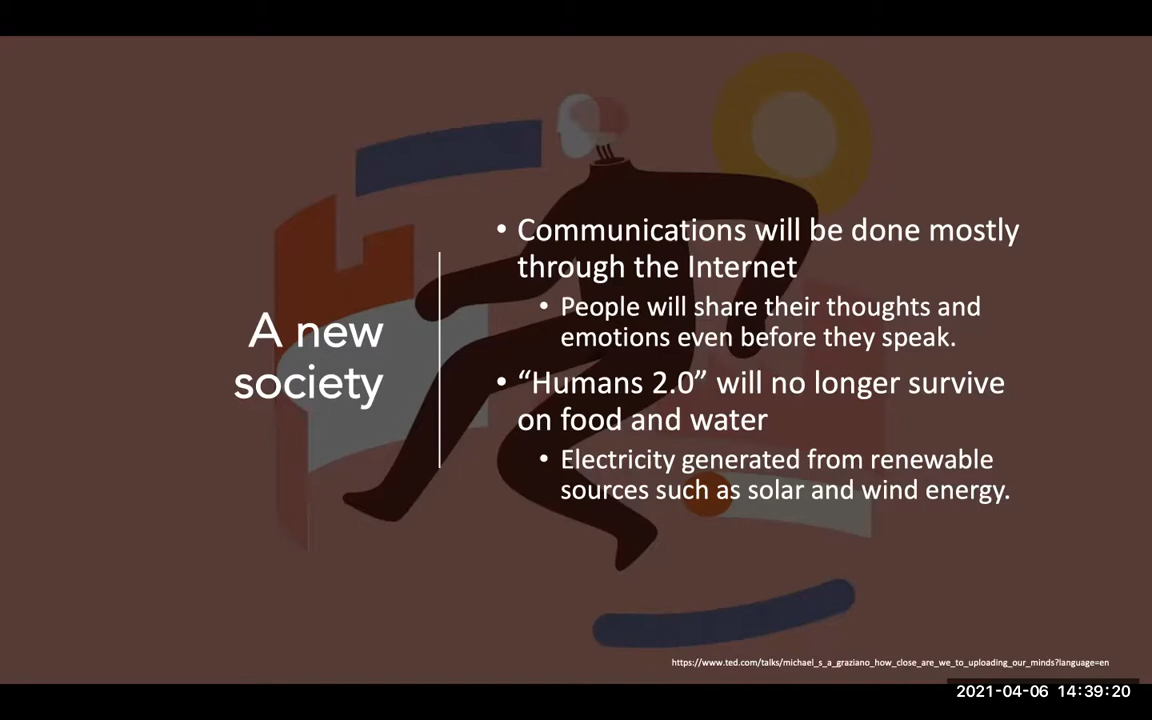 A new
society
• Communications will be done mostly
through the Internet
• People will share their thoughts and
emotions even before they speak.
• “Humans 2.0” will no longer survive
on food and water
• Electricity generated from renewable
sources such as solar and wind energy.
https://www.ted.com/talks/michael_s_a_graziano_how_close_are_we_to_uploading_our_minds?language=en
2021-04-06 14:39:20